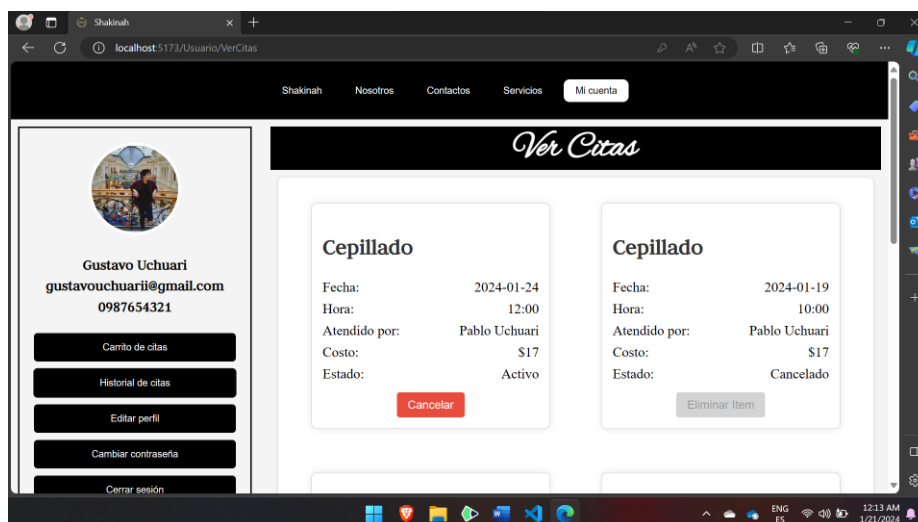 Shakinah
localhost:5173/Usuario/VerCitas
Shakinah Nosotros Contactos Servicios Mi cuenta
Ver Citas
Gustavo Uchuari
gustavouchuarii@gmail.com
0987654321
Carrito de citas
Historial de citas
Editar perfil
Cambiar contraseña
Cerrar sesión
Cepillado
Fecha: 2024-01-24
Hora: 12:00
Atendido por: Pablo Uchuari
Costo: $17
Estado: Activo
Cancelar
Cepillado
Fecha: 2024-01-19
Hora: 10:00
Atendido por: Pablo Uchuari
Costo: $17
Estado: Cancelado
Eliminar Item
ENG
ES
12:13 AM
1/21/2024